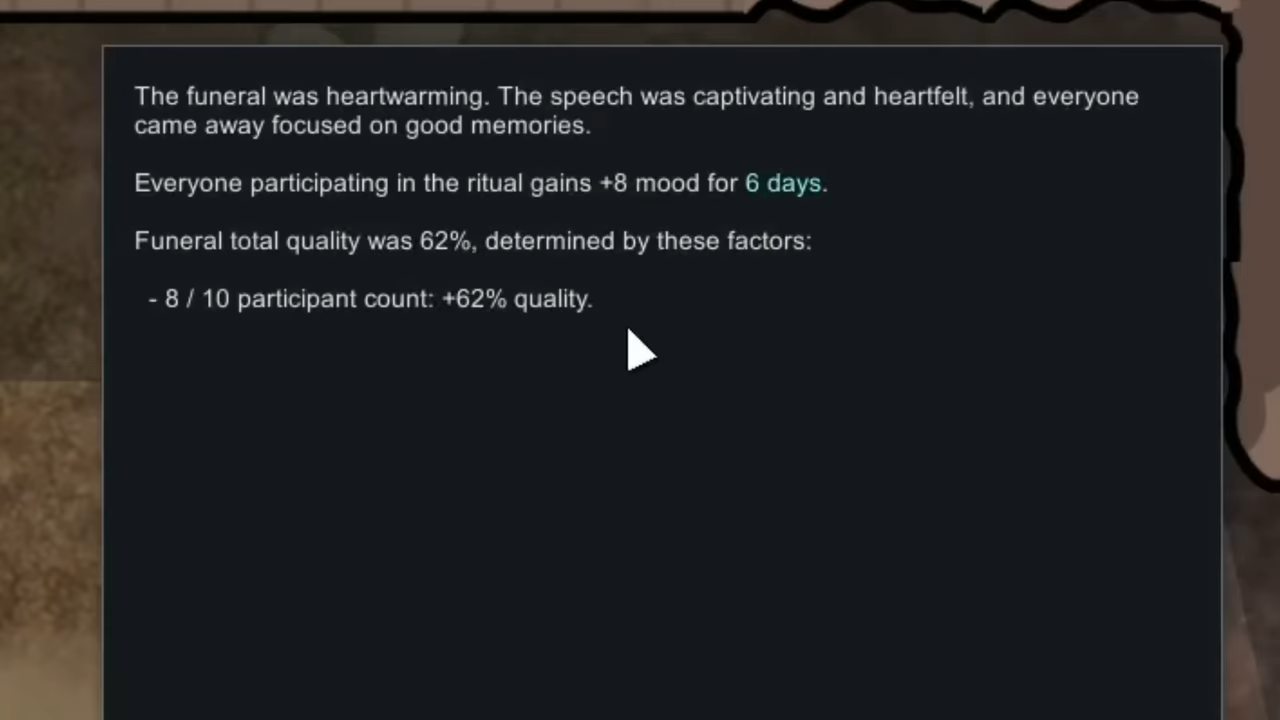 The funeral was heartwarming. The speech was captivating and heartfelt, and everyone
came away focused on good memories.
Everyone participating in the ritual gains +8 mood for 6 days.
Funeral total quality was 62%, determined by these factors:
- 8 / 10 participant count: +62% quality.